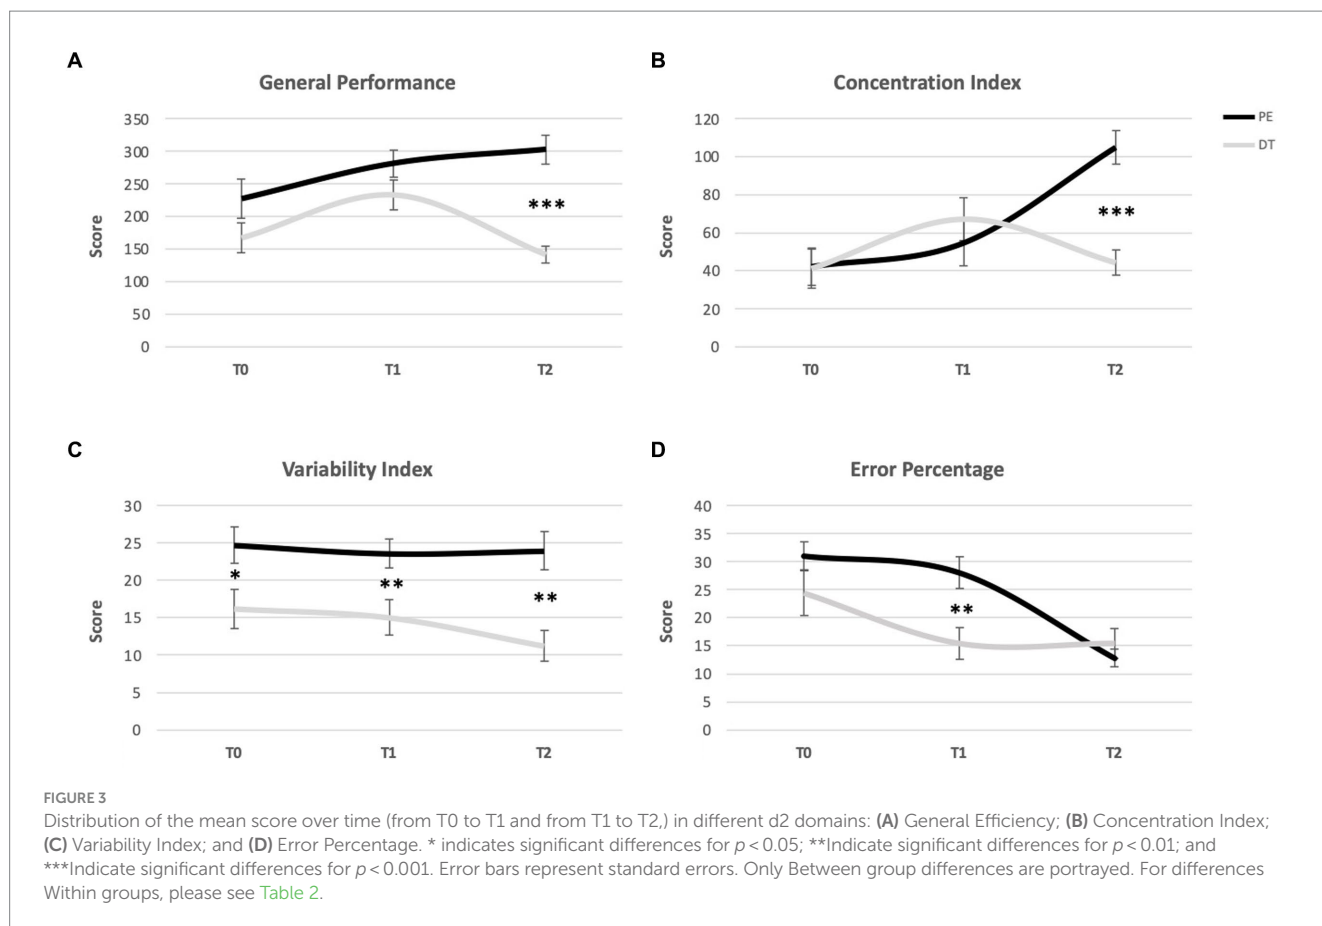 A
General Performance
350
300
250
200
150
100
50
0
Score
***
T0
T1
T2
B
Concentration Index
120
100
80
60
40
20
0
Score
***
T0
T1
T2
PE
DT
C
Variability Index
30
25
20
15
10
5
0
Score
*
**
**
T0
T1
T2
D
Error Percentage
40
35
30
25
20
15
10
5
0
Score
**
T0
T1
T2
FIGURE 3
Distribution of the mean score over time (from T0 to T1 and from T1 to T2,) in different d2 domains: (A) General Efficiency; (B) Concentration Index;
(C) Variability Index; and (D) Error Percentage. * indicates significant differences for p < 0.05; **Indicate significant differences for p < 0.01; and
***Indicate significant differences for p < 0.001. Error bars represent standard errors. Only Between group differences are portrayed. For differences
Within groups, please see Table 2.